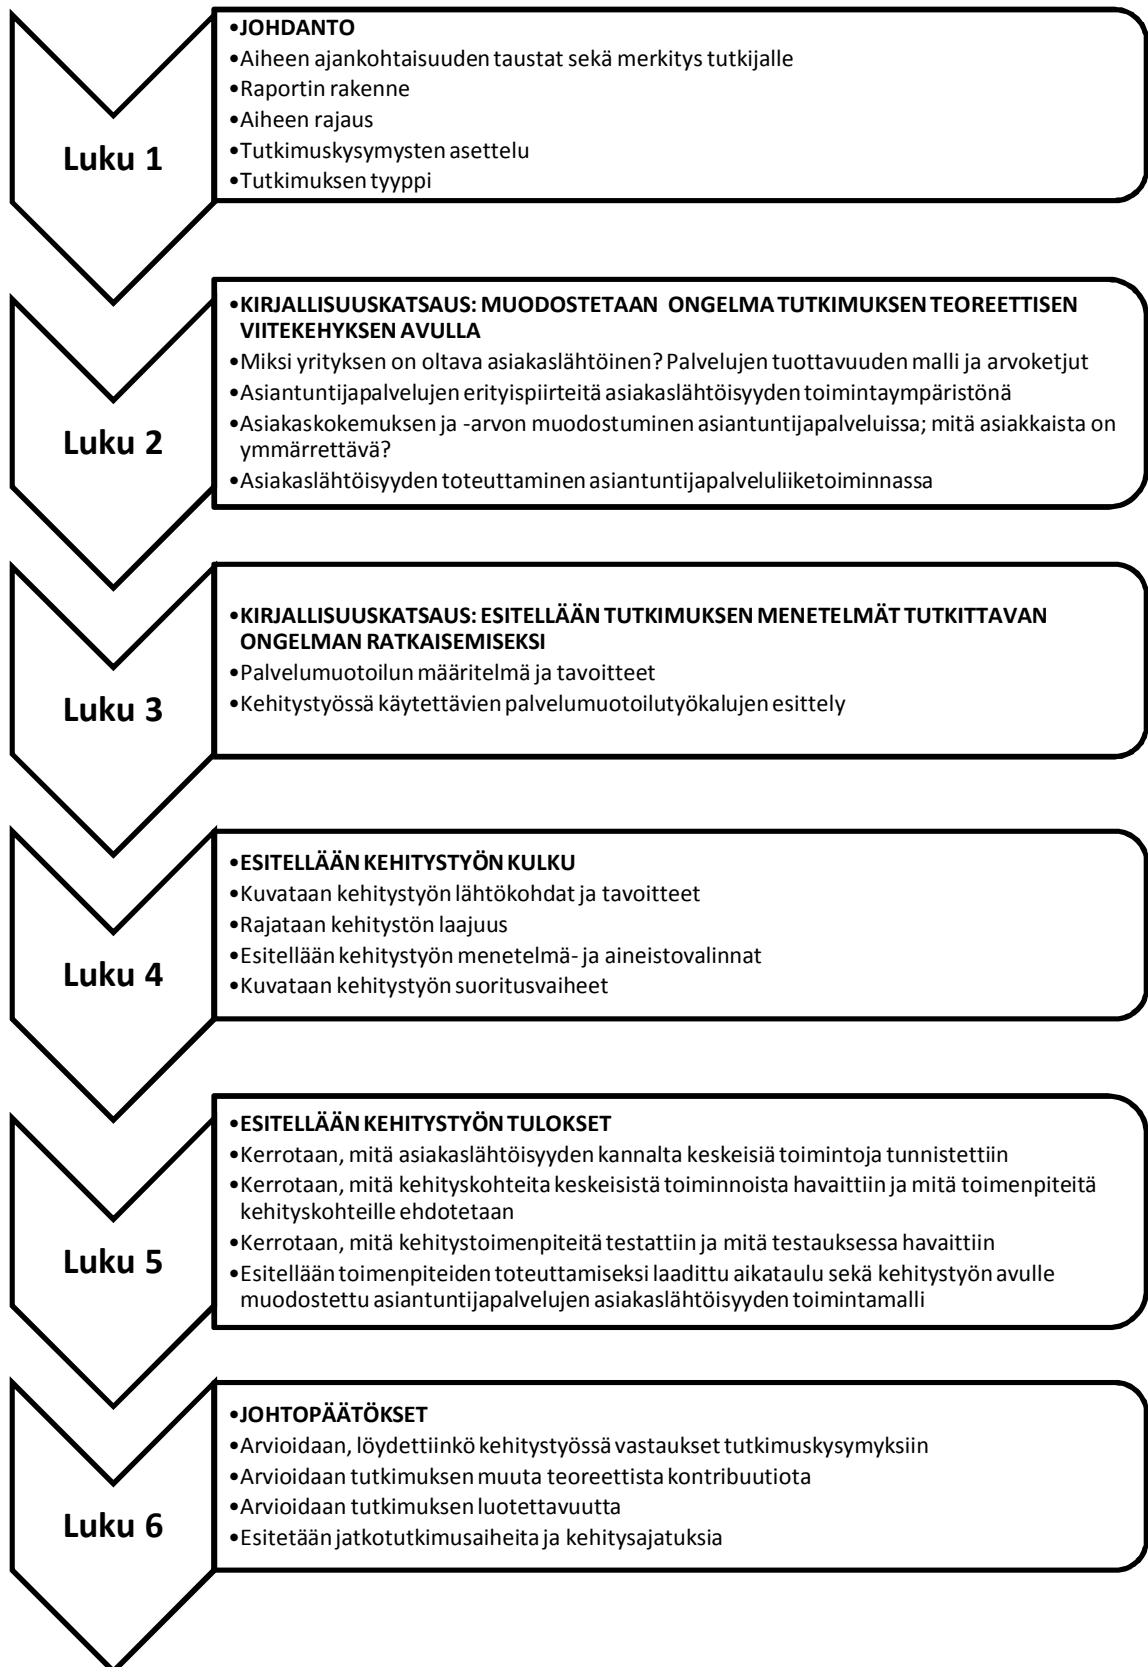 Luku 1
•JOHDANTO
•Aiheen ajankohtaisuuden taustat sekä merkitys tutkijalle
•Raportin rakenne
•Aiheen rajaus
•Tutkimuskysymysten asettelu
•Tutkimuksen tyyppi
Luku 2
•KIRJALLISUUSKATSAUS: MUODOSTETAAN ONGELMA TUTKIMUKSEN TEOREETTISEN
VIITEKEHYKSEN AVULLA
•Miksi yrityksen on oltava asiakaslähtöinen? Palvelujen tuottavuuden malli ja arvoketjut
•Asiantuntijapalvelujen erityispiirteitä asiakaslähtöisyyden toimintaympäristönä
•Asiakaskokemuksen ja -arvon muodostuminen asiantuntijapalveluissa; mitä asiakkaista on
ymmärrettävä?
•Asiakaslähtöisyyden toteuttaminen asiantuntijapalveluliiketoiminnassa
Luku 3
•KIRJALLISUUSKATSAUS: ESITELLÄÄN TUTKIMUKSEN MENETELMÄT TUTKITTAVAN
ONGELMAN RATKAISEMISEKSI
•Palvelumuotoilun määritelmä ja tavoitteet
•Kehitystyössä käytettävien palvelumuotoilutyökalujen esittely
Luku 4
•ESITELLÄÄN KEHITYSTYÖN KULKU
•Kuvataan kehitystyön lähtökohdat ja tavoitteet
•Rajataan kehitystön laajuus
•Esitellään kehitystyön menetelmä- ja aineistovalinnat
•Kuvataan kehitystyön suoritusvaiheet
Luku 5
•ESITELLÄÄN KEHITYSTYÖN TULOKSET
•Kerrotaan, mitä asiakaslähtöisyyden kannalta keskeisiä toimintoja tunnistettiin
•Kerrotaan, mitä kehityskohteita keskeisistä toiminnoista havaittiin ja mitä toimenpiteitä
kehityskohteille ehdotetaan
•Kerrotaan, mitä kehitystoimenpiteitä testattiin ja mitä testauksessa havaittiin
•Esitellään toimenpiteiden toteuttamiseksi laadittu aikataulu sekä kehitystyön avulle
muodostettu asiantuntijapalvelujen asiakaslähtöisyyden toimintamalli
Luku 6
•JOHTOPÄÄTÖKSET
•Arvioidaan, löydettiinkö kehitystyössä vastaukset tutkimuskysymyksiin
•Arvioidaan tutkimuksen muuta teoreettista kontribuutiota
•Arvioidaan tutkimuksen luotettavuutta
•Esitetään jatkotutkimusaiheita ja kehitysajatuksia